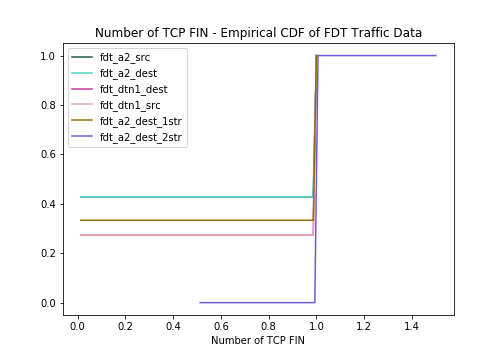 Number of TCP FIN - Empirical CDF of FDT Traffic Data
fdt_a2_src
fdt_a2_dest
fdt_dtn1_dest
fdt_dtn1_src
fdt_a2_dest_1str
fdt_a2_dest_2str
1.0
0.8
0.6
0.4
0.2
0.0
0.0 0.2 0.4 0.6 0.8 1.0 1.2 1.4
Number of TCP FIN